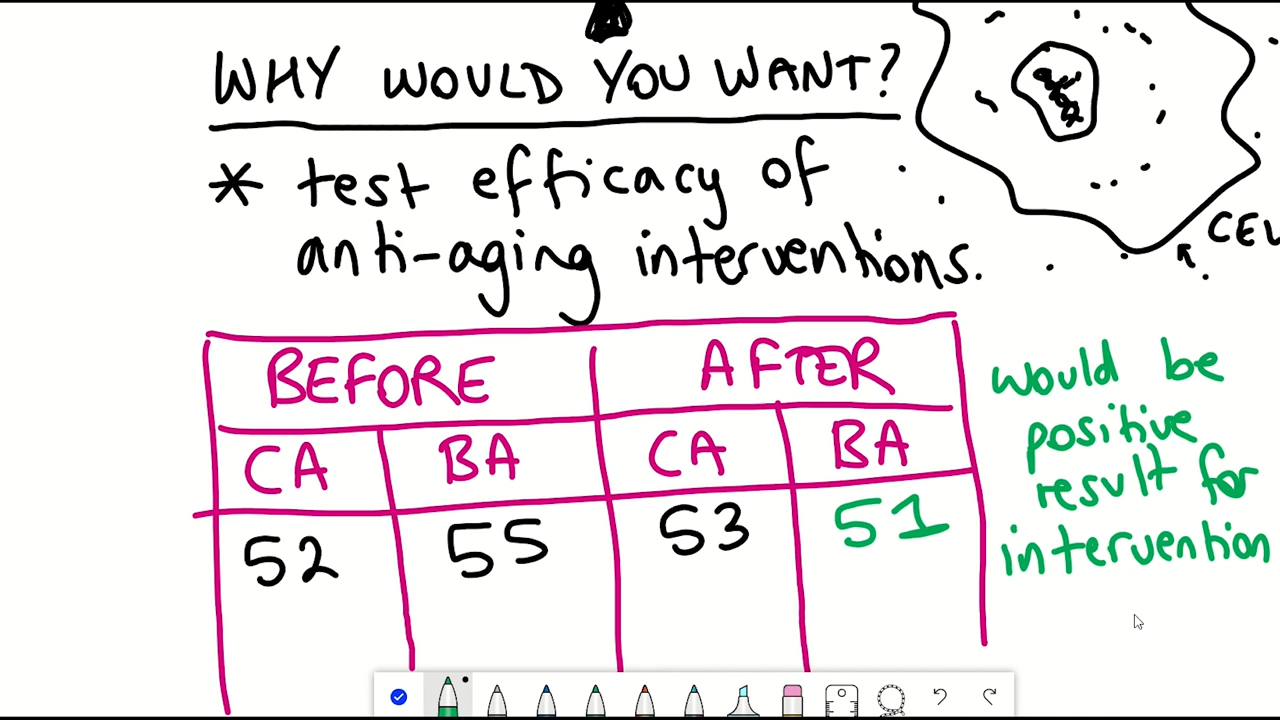 WHY WOULD YOU WANT?
* test efficacy of
anti-aging interventions.
BEFORE AFTER
CA BA CA BA
52 55 53 51
would be
positive
result for
intervention